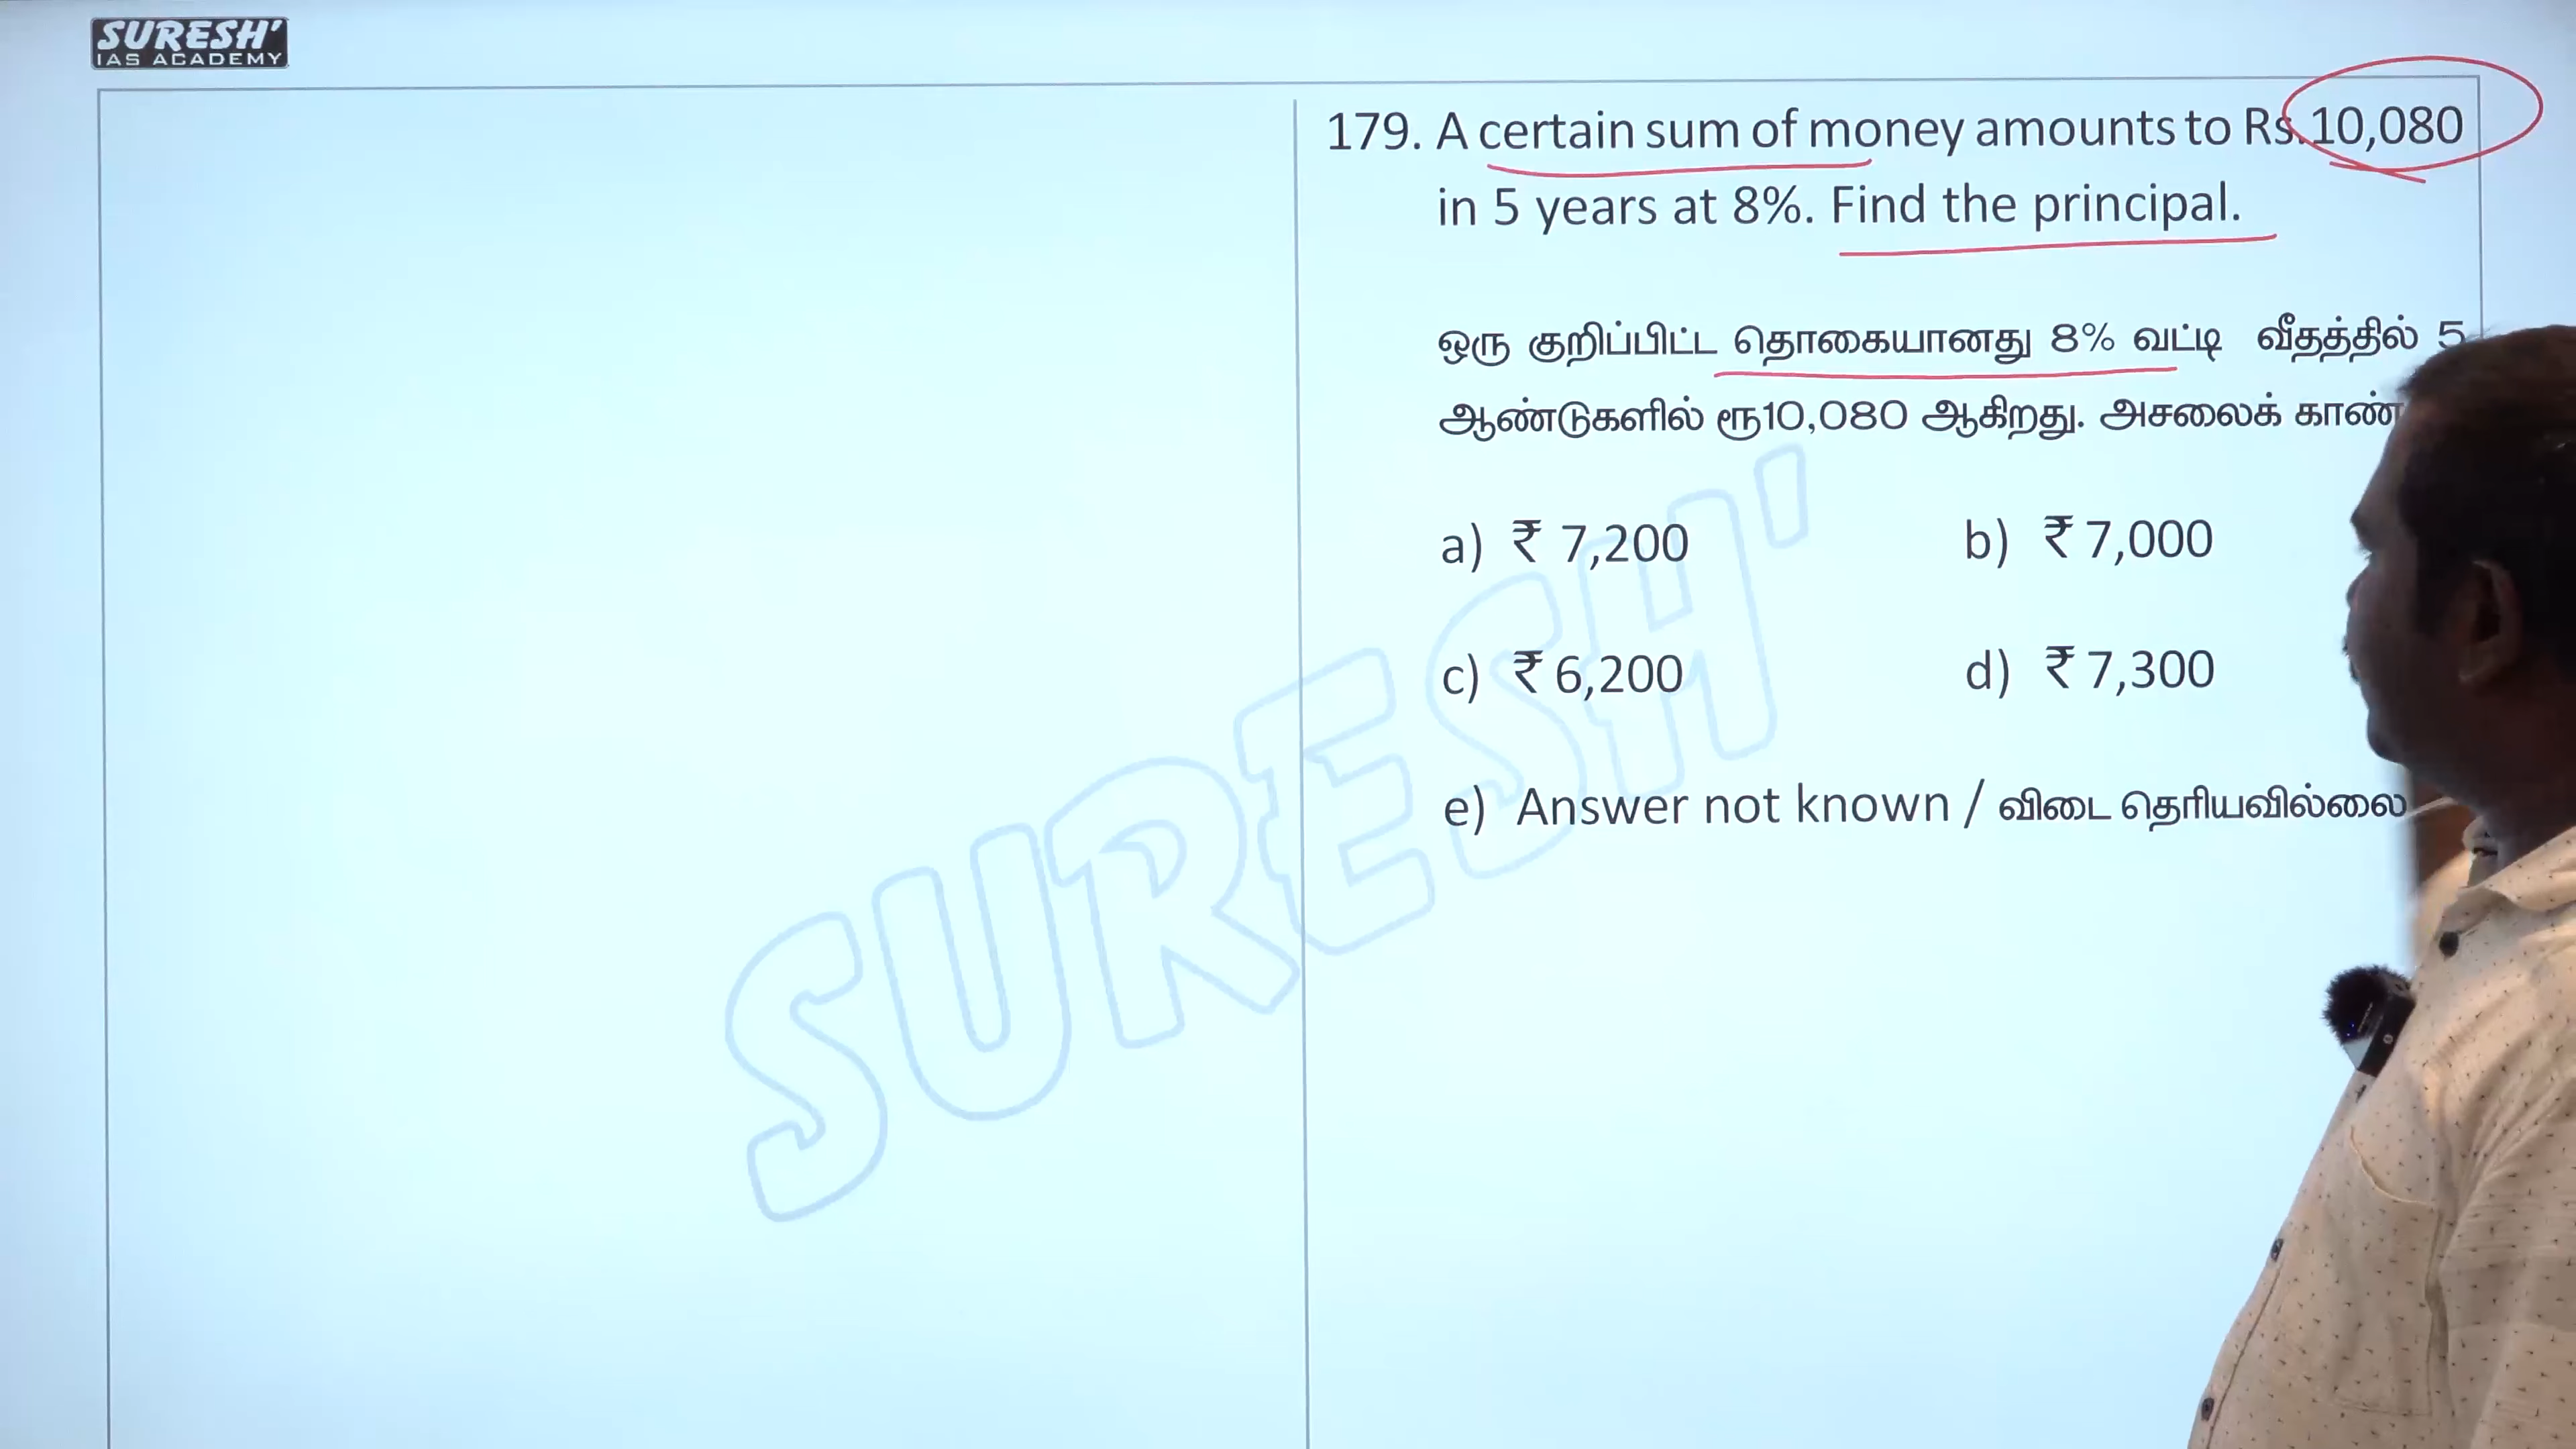 SURESH'
IAS ACADEMY
179. A certain sum of money amounts to Rs.10,080
in 5 years at 8%. Find the principal.
ஒரு குறிப்பிட்ட தொகையானது 8% வட்டி வீதத்தில் 5
ஆண்டுகளில் ரூ10,080 ஆகிறது. அசலைக்
a) ₹ 7,200
b) ₹ 7,000
c) ₹ 6,200
d) ₹ 7,300
e) Answer not known / விடை தெரியவில்லை
SURESH'